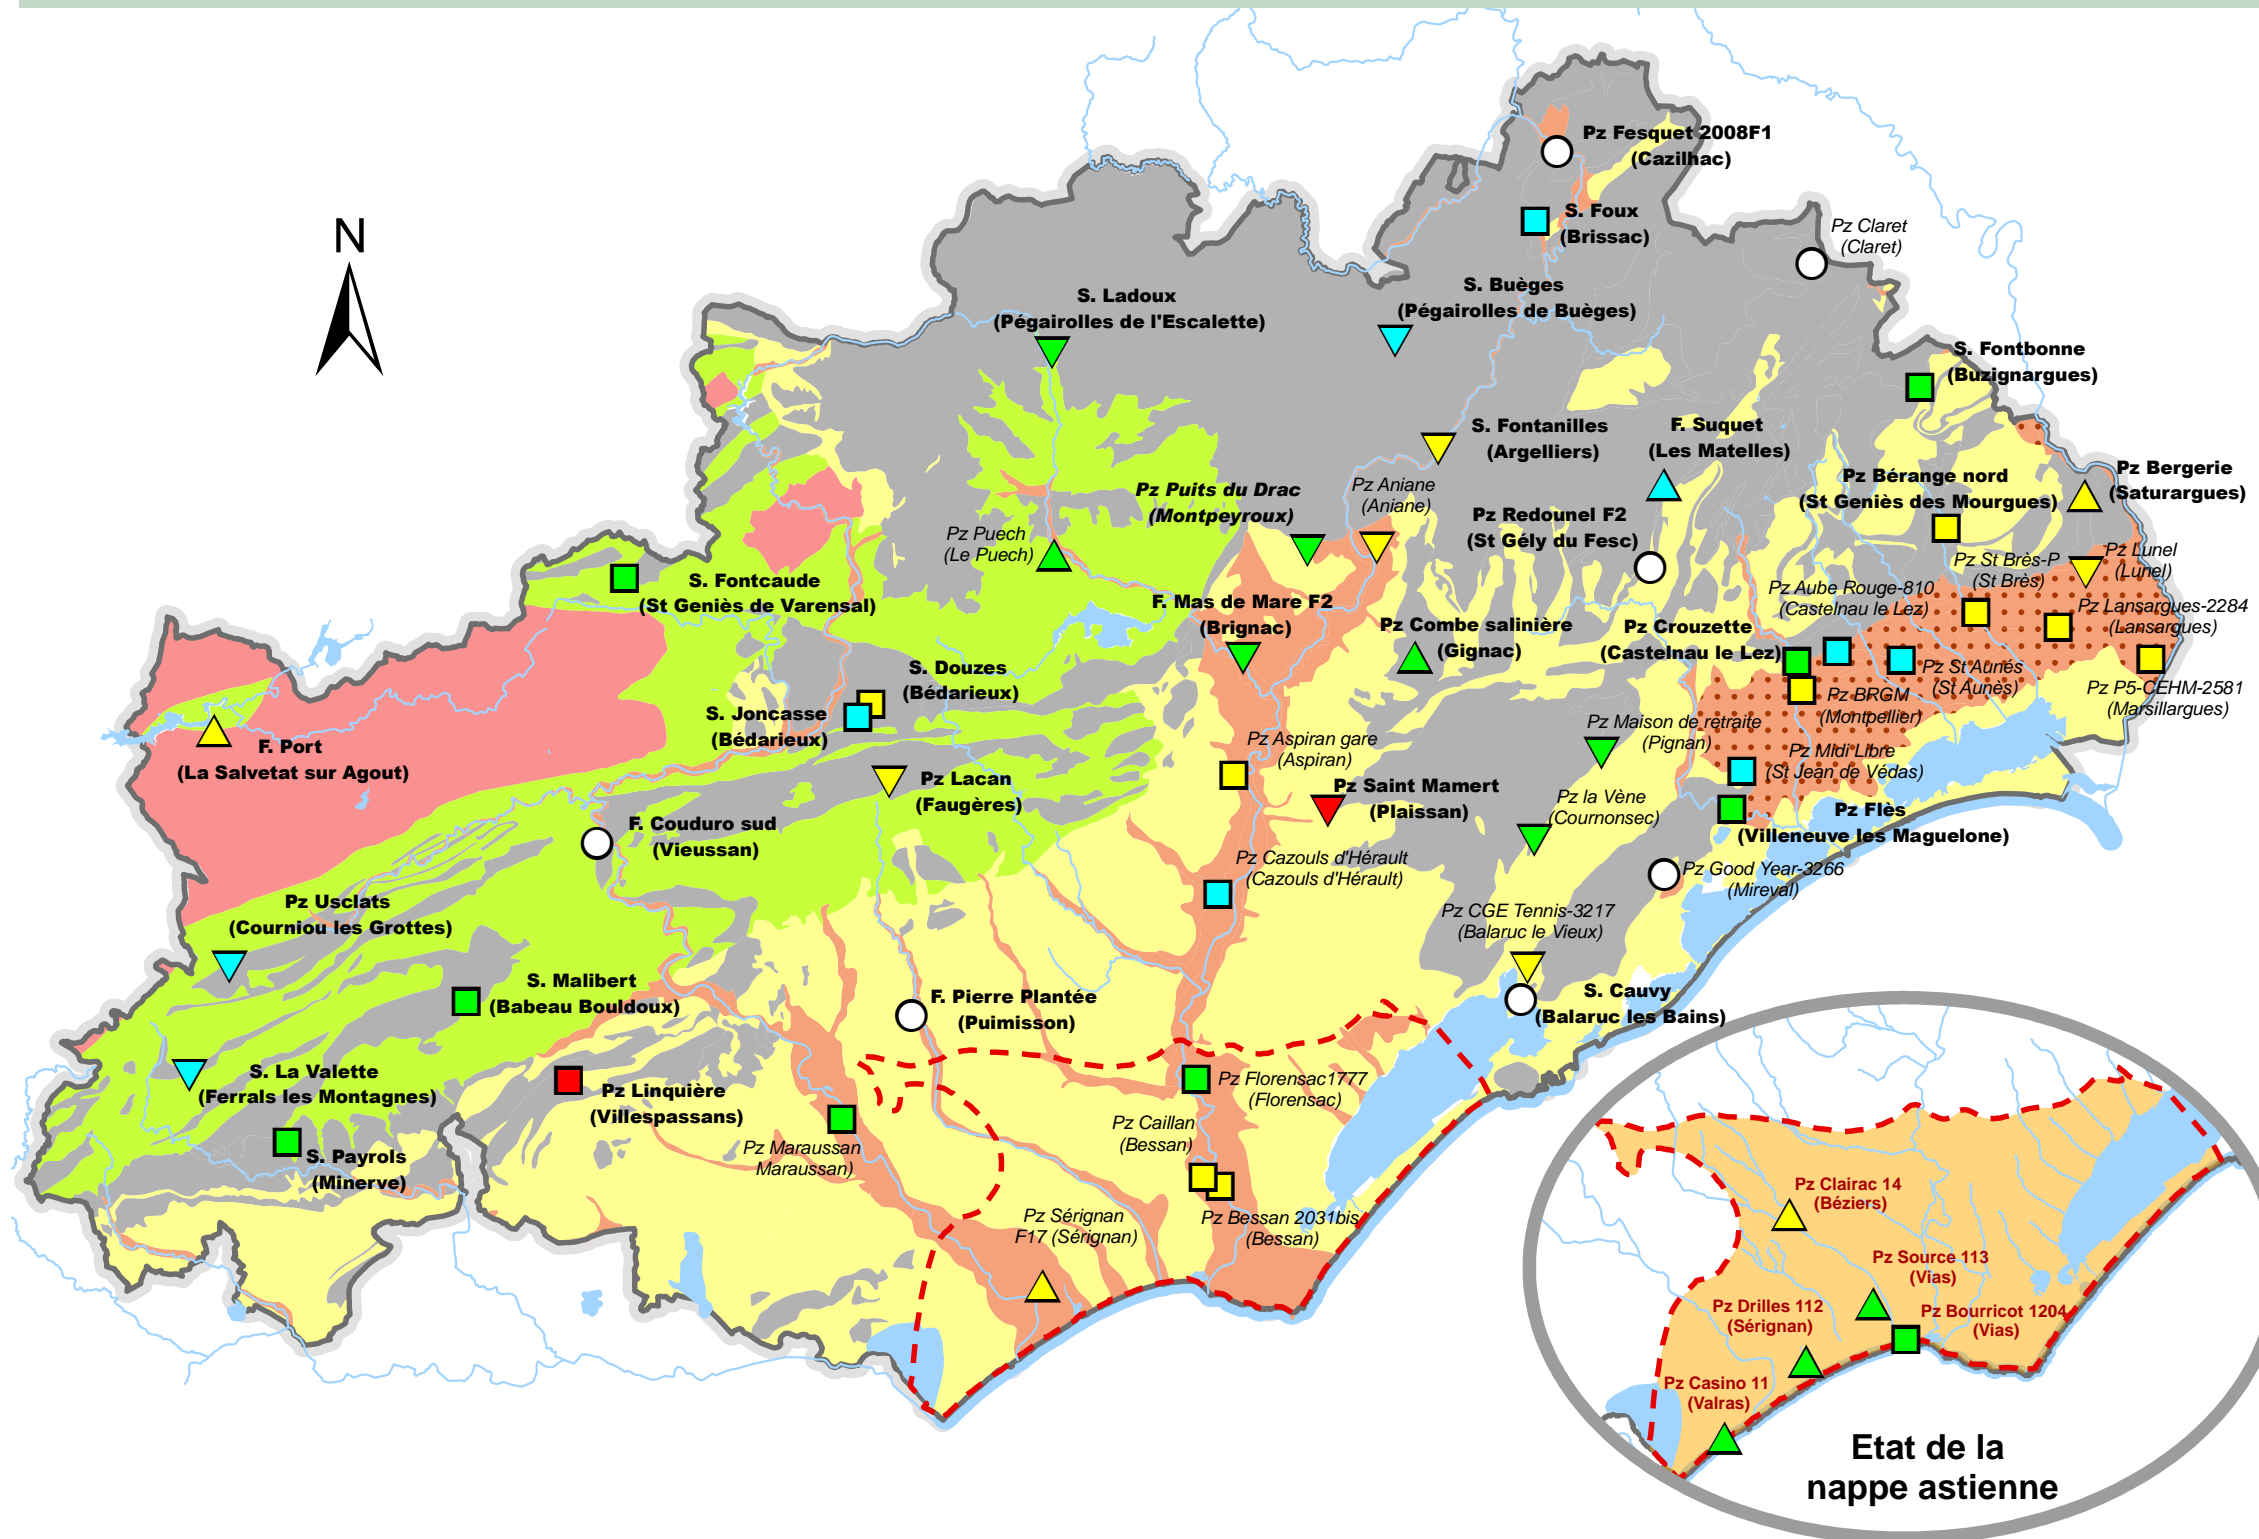 N
Pz Fesquet 2008F1
(Cazilhac)
S. Foux
(Brissac)
Pz Claret
(Claret)
S. Buèges
(Pégairolles de Buèges)
S. Ladoux
(Pégairolles de l'Escalette)
S. Fontbonne
(Buzignargues)
S. Fontanilles
(Argelliers)
F. Suquet
(Les Matelles)
Pz Bérange nord
(St Geniès des Mourgues)
Pz Bergerie
(Saturargues)
Pz Puits du Drac
(Montpeyroux)
Pz Aniane
(Aniane)
Pz Redounel F2
(St Gély du Fesc)
Pz Puech
(Le Puech)
Pz St Brès-P
(St Brès)
Pz Lunel
(Lunel)
Pz Aube Rouge-810
(Castelnau le Lez)
Pz Lansargues-2284
(Lansargues)
S. Fontcaude
(St Geniès de Varensal)
F. Mas de Mare F2
(Brignac)
Pz Combe salinière
(Gignac)
Pz Crouzette
(Castelnau le Lez)
S. Douzes
(Bédarieux)
Pz St Aunés
(St Aunès)
Pz P5-CEHM-2581
(Marsillargues)
Pz BRGM
(Montpellier)
S. Joncasse
(Bédarieux)
Pz Maison de retraite
(Pignan)
F. Port
(La Salvetat sur Agout)
Pz Aspiran gare
(Aspiran)
Pz Midi Libre
(St Jean de Védas)
Pz Lacan
(Faugères)
Pz Saint Mamert
(Plaissan)
Pz la Vène
(Cournonsec)
Pz Flès
(Villeneuve les Maguelone)
F. Couduro sud
(Vieussan)
Pz Cazouls d'Hérault
(Cazouls d'Hérault)
Pz Good Year-3266
(Mireval)
Pz Usclats
(Courniou les Grottes)
Pz CGE Tennis-3217
(Balaruc le Vieux)
S. Malibert
(Babeau Bouldoux)
F. Pierre Plantée
(Puimisson)
S. Cauvy
(Balaruc les Bains)
S. La Valette
(Ferrals les Montagnes)
Pz Linquière
(Villespassans)
Pz Florensac1777
(Florensac)
Pz Caillan
(Bessan)
Pz Maraussan
Maraussan)
S. Payrols
(Minerve)
Pz Sérignan
F17 (Sérignan)
Pz Bessan 2031bis
(Bessan)
Pz Clairac 14
(Béziers)
Pz Source 113
(Vias)
Pz Drilles 112
(Sérignan)
Pz Bourricot 1204
(Vias)
Pz Casino 11
(Valras)
Etat de la
nappe astienne